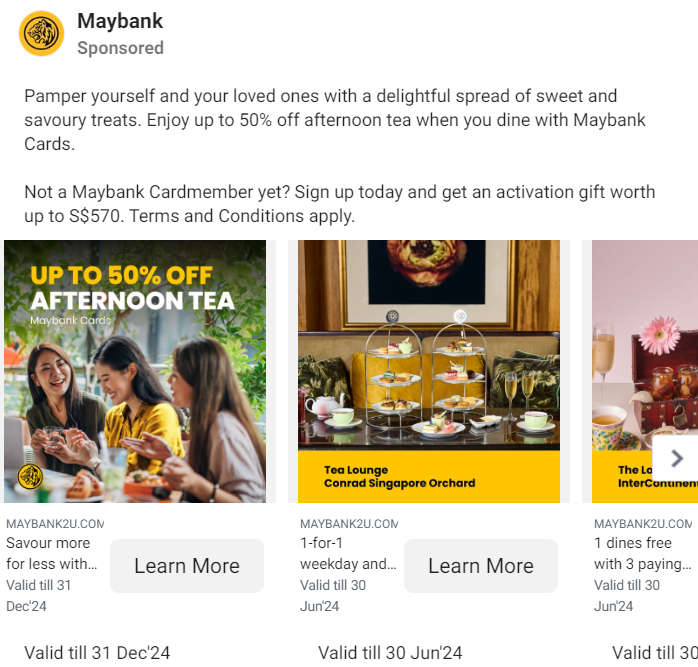 Maybank
Sponsored
Pamper yourself and your loved ones with a delightful spread of sweet and
savoury treats. Enjoy up to 50% off afternoon tea when you dine with Maybank
Cards.
Not a Maybank Cardmember yet? Sign up today and get an activation gift worth
up to S$570. Terms and Conditions apply.
UP TO 50% OFF
AFTERNOON TEA
Maybank Cards
Tea Lounge
Conrad Singapore Orchard
The Lo
InterContinent
MAYBANK2U.COM
Savour more
for less with...
Valid till 31
Dec'24
Learn More
MAYBANK2U.COM
1-for-1
weekday and...
Valid till 30
Jun'24
Learn More
MAYBANK2U.COM
1 dines free
with 3 paying...
Valid till 30
Jun'24
Valid till 31 Dec'24
Valid till 30 Jun'24
Valid till 30